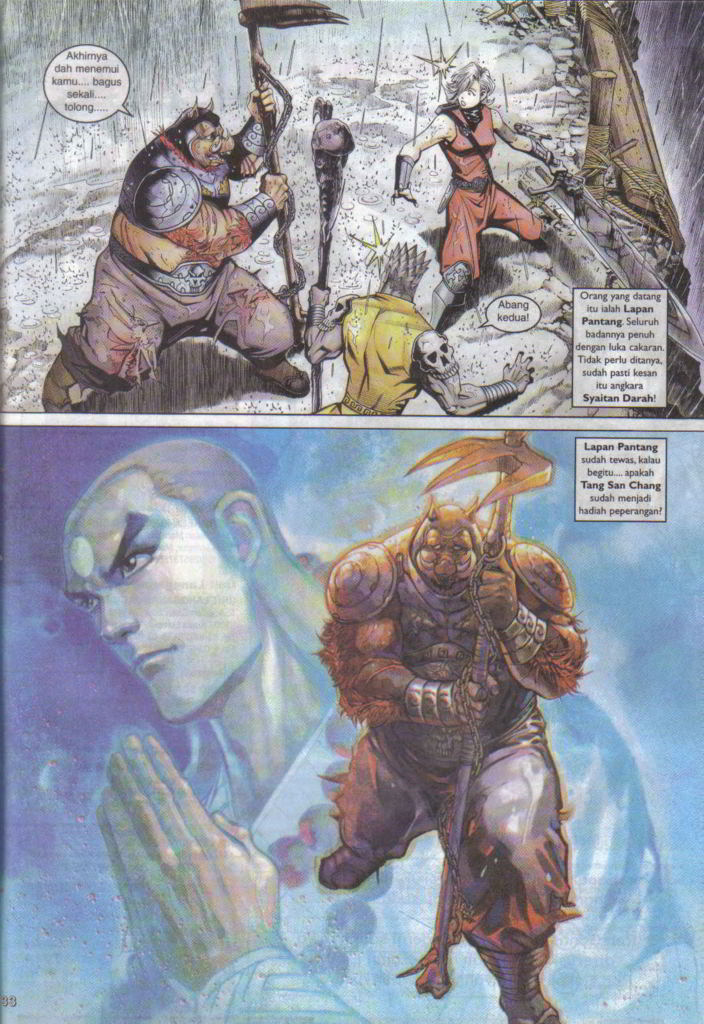 Akhirnya
dah menemui
kamu.... bagus
sekali....
tolong.....
Abang
kedua!
Orang yang datang
itu ialah Lapan
Pantang. Seluruh
badannya penuh
dengan luka cakaran.
Tidak perlu ditanya,
sudah pasti kesan
itu angkara
Syaitan Darah!
Lapan Pantang
sudah tewas, kalau
begitu.... apakah
Tang San Chang
sudah menjadi
hadiah peperangan?
33